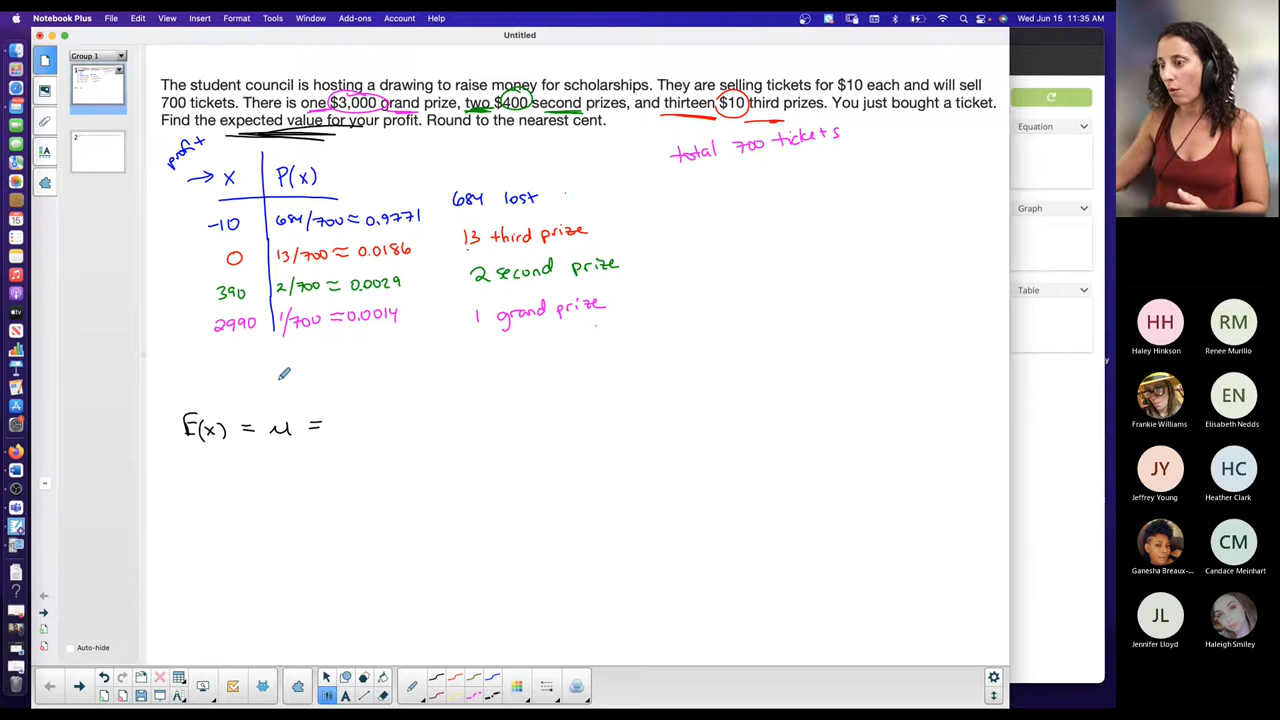 Notebook Plus File Edit View Insert Format Tools Window Add-ons Account Help
Wed Jun 15 11:35 AM
Untitled
Group 1
The student council is hosting a drawing to raise money for scholarships. They are selling tickets for $10 each and will sell
700 tickets. There is one $3,000 grand prize, two $400 second prizes, and thirteen $10 third prizes. You just bought a ticket.
Find the expected value for your profit. Round to the nearest cent.
total 700 tickets
profit
→ x P(x)
-10 684/700 ≈ 0.9771 684 lost
0 13/700 ≈ 0.0186 13 third prize
390 2/700 ≈ 0.0029 2 second prize
2990 1/700 ≈ 0.0014 1 grand prize
E(x) = μ =
2
Auto-hide
Equation
Graph
Table
HH RM
Haley Hinkson Renee Murillo
EN
Frankie Williams Elisabeth Nedds
JY HC
Jeffrey Young Heather Clark
CM
Ganesha Breaux-... Candace Meinhart
JL
Jennifer Lloyd Haleigh Smiley